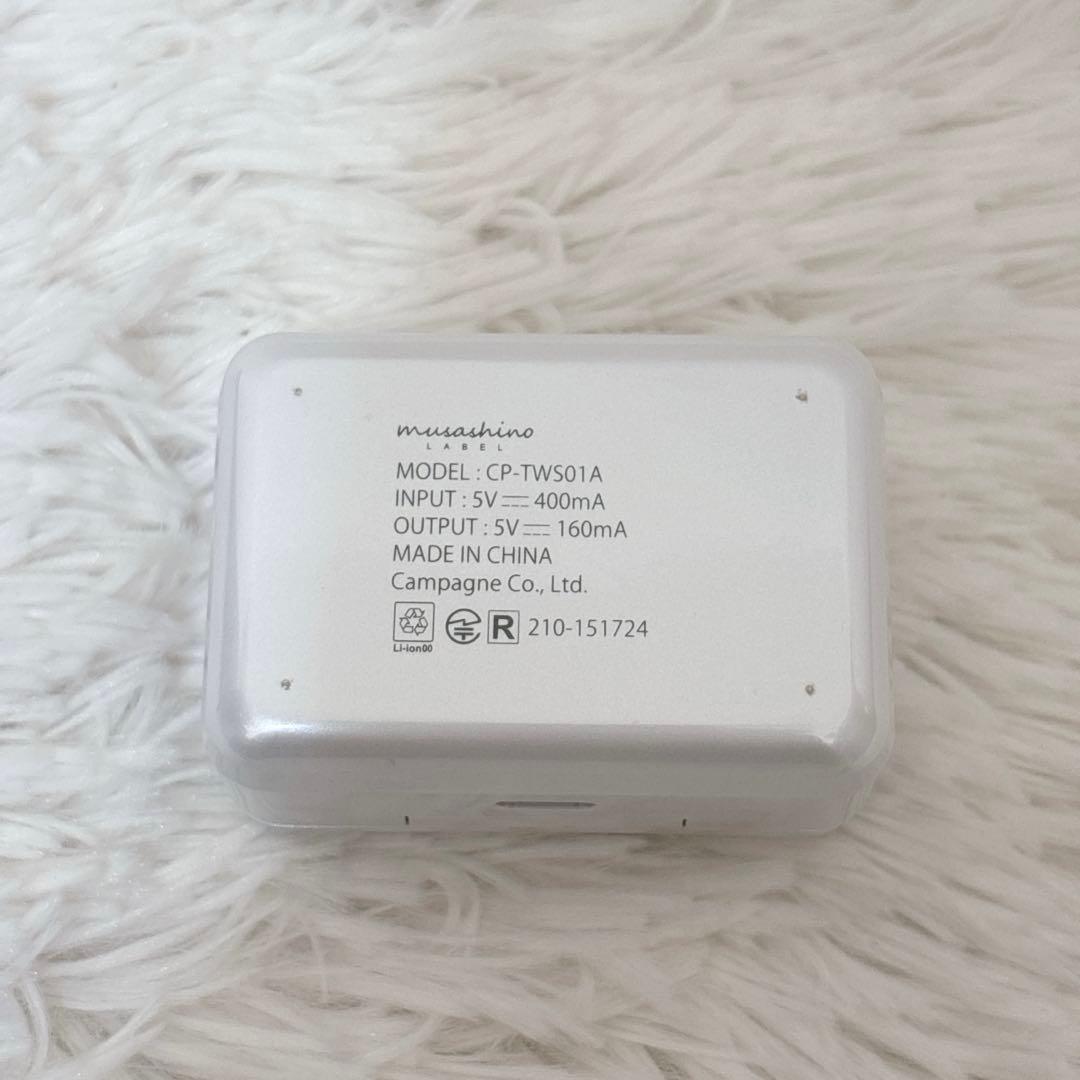 musashino
LABEL
MODEL : CP-TWS01A
INPUT : 5V ⎓ 400mA
OUTPUT : 5V ⎓ 160mA
MADE IN CHINA
Campagne Co., Ltd.
Li-ion00 R 210-151724